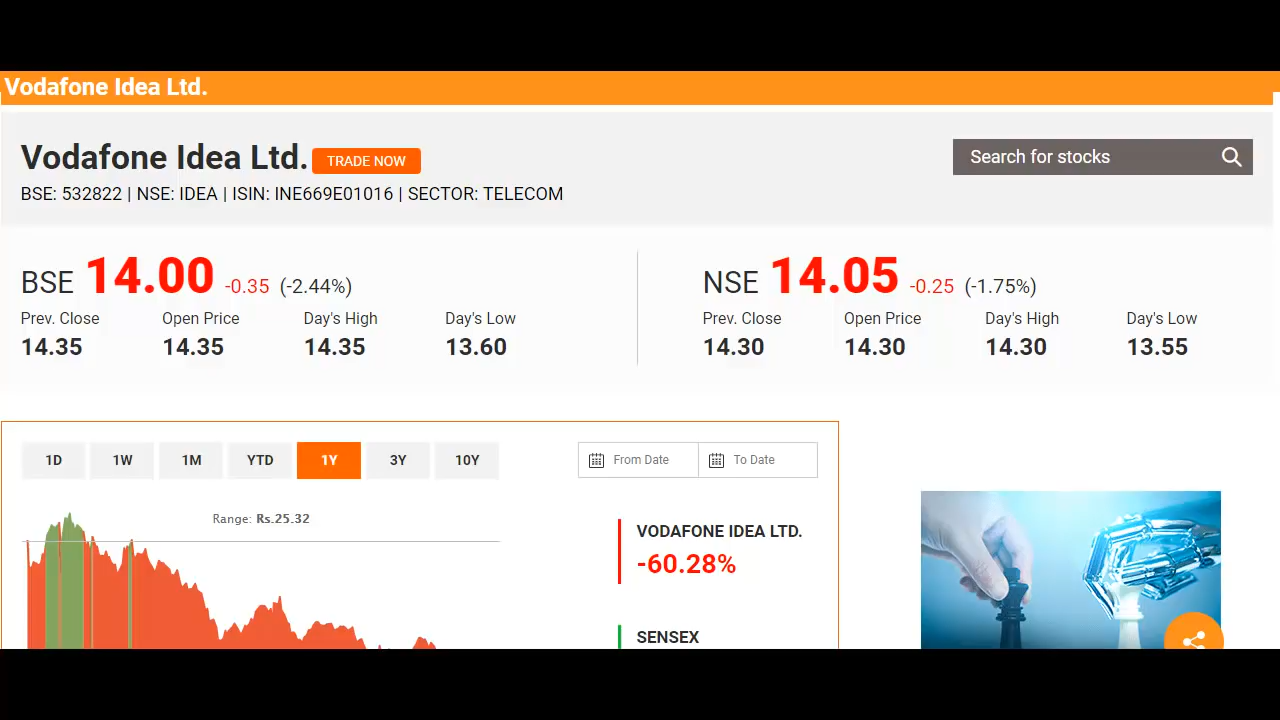 Vodafone Idea Ltd.
Vodafone Idea Ltd. TRADE NOW
Search for stocks
BSE: 532822 | NSE: IDEA | ISIN: INE669E01016 | SECTOR: TELECOM
BSE 14.00 -0.35 (-2.44%)
Prev. Close Open Price Day's High Day's Low
14.35 14.35 14.35 13.60
NSE 14.05 -0.25 (-1.75%)
Prev. Close Open Price Day's High Day's Low
14.30 14.30 14.30 13.55
1D 1W 1M YTD 1Y 3Y 10Y
From Date To Date
Range: Rs.25.32
VODAFONE IDEA LTD.
-60.28%
SENSEX